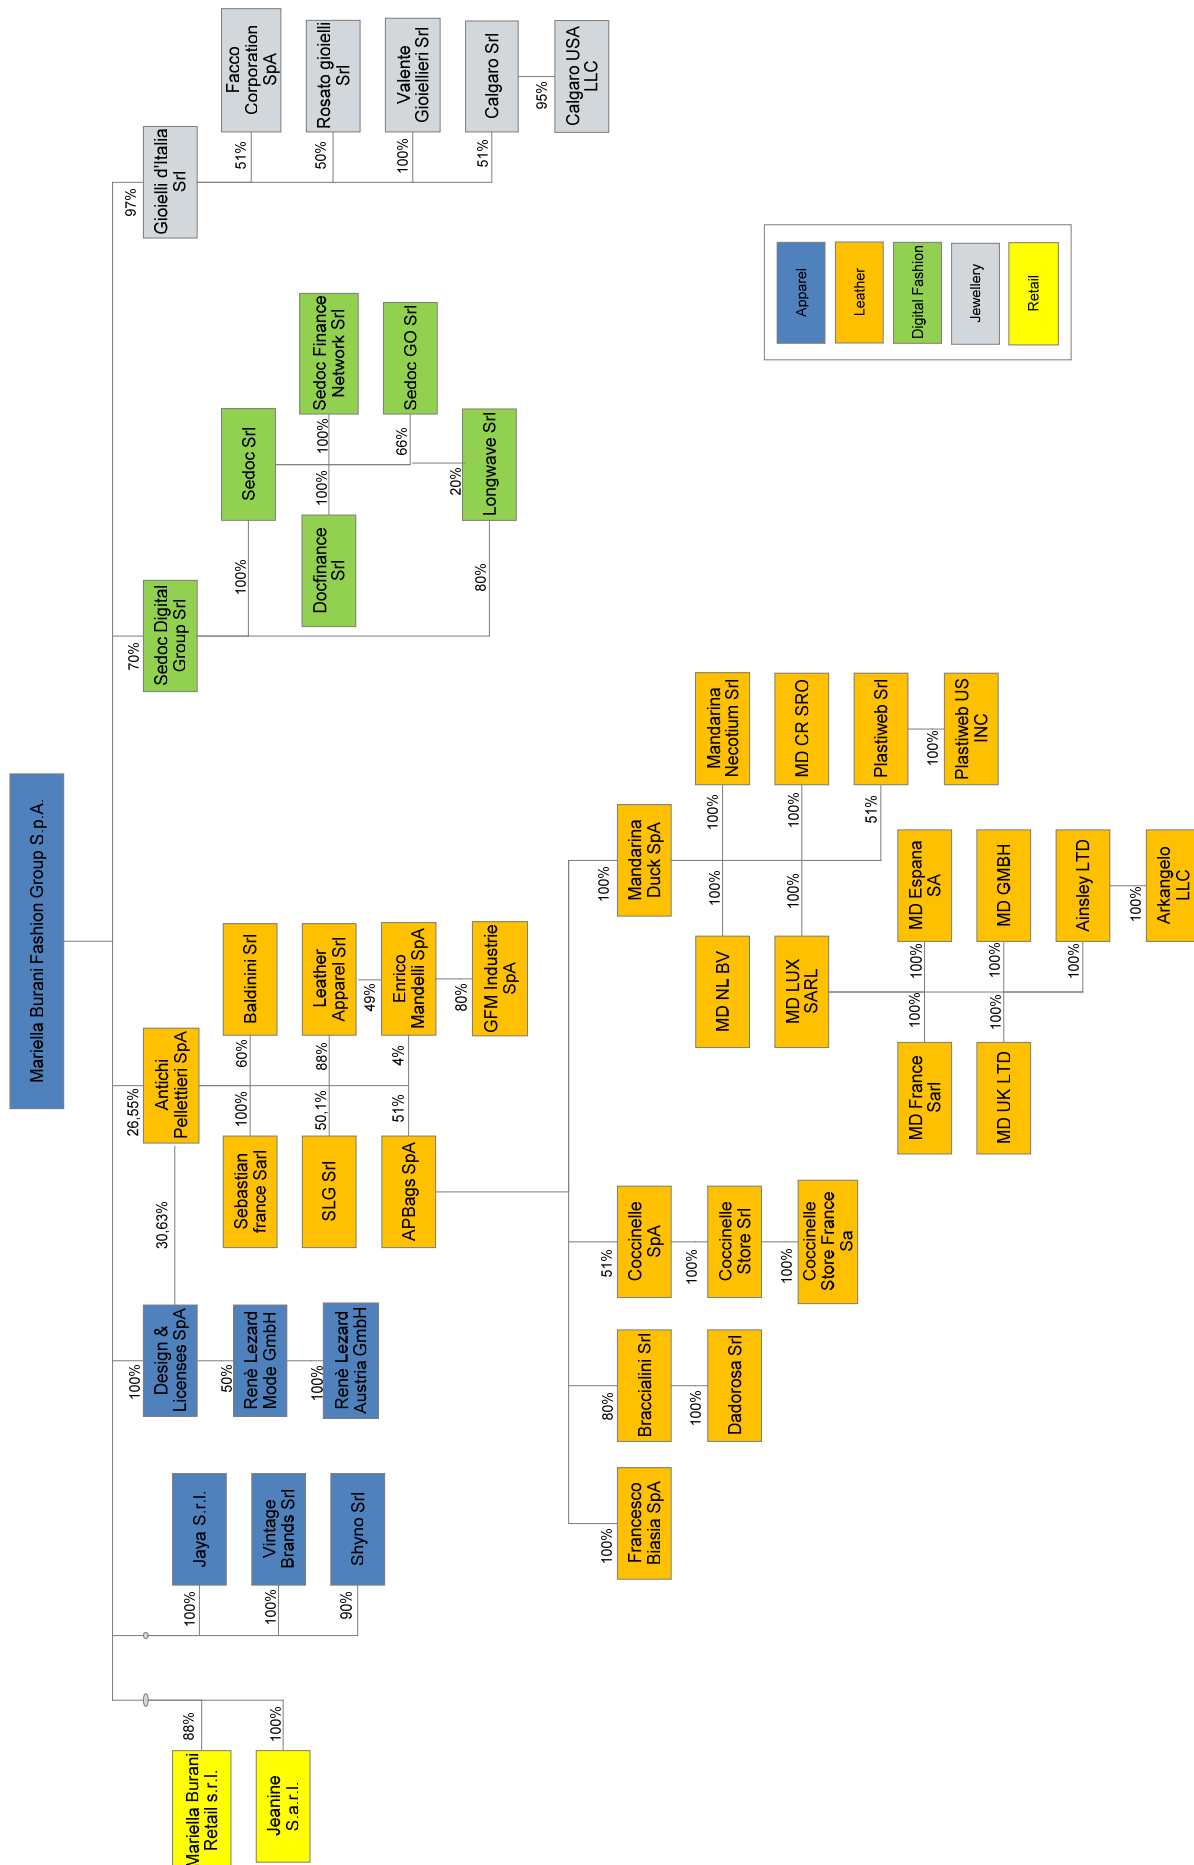 Mariella Burani Fashion Group S.p.A.
88%
Mariella Burani
Retail s.r.l.
100%
Jeanine
S.a.r.l.
100%
Jaya S.r.l.
100%
Vintage
Brands Srl
90%
Shyno Srl
100%
Design &
Licenses SpA
50%
Renè Lezard
Mode GmbH
100%
Renè Lezard
Austria GmbH
30,63%
26,55%
Antichi
Pellettieri SpA
100%
Sebastian
france Sarl
60%
Baldinini Srl
50,1%
SLG Srl
88%
Leather
Apparel Srl
49%
51%
APBags SpA
4%
Enrico
Mandelli SpA
80%
GFM Industrie
SpA
100%
Francesco
Biasia SpA
80%
Braccialini Srl
100%
Dadorosa Srl
51%
Coccinelle
SpA
100%
Coccinelle
Store Srl
100%
Coccinelle
Store France
Sa
100%
Mandarina
Duck SpA
100%
MD NL BV
100%
Mandarina
Necotium Srl
100%
MD LUX
SARL
100%
MD CR SRO
51%
Plastiweb Srl
100%
Plastiweb US
INC
100%
MD France
Sarl
100%
MD Espana
SA
100%
MD UK LTD
100%
MD GMBH
100%
Ainsley LTD
100%
Arkangelo
LLC
70%
Sedoc Digital
Group Srl
100%
Sedoc Srl
100%
Docfinance
Srl
100%
Sedoc Finance
Network Srl
66%
Sedoc GO Srl
20%
80%
Longwave Srl
97%
Gioielli d'Italia
Srl
51%
Facco
Corporation
SpA
50%
Rosato gioielli
Srl
100%
Valente
Gioiellieri Srl
51%
Calgaro Srl
95%
Calgaro USA
LLC
Apparel
Leather
Digital Fashion
Jewellery
Retail